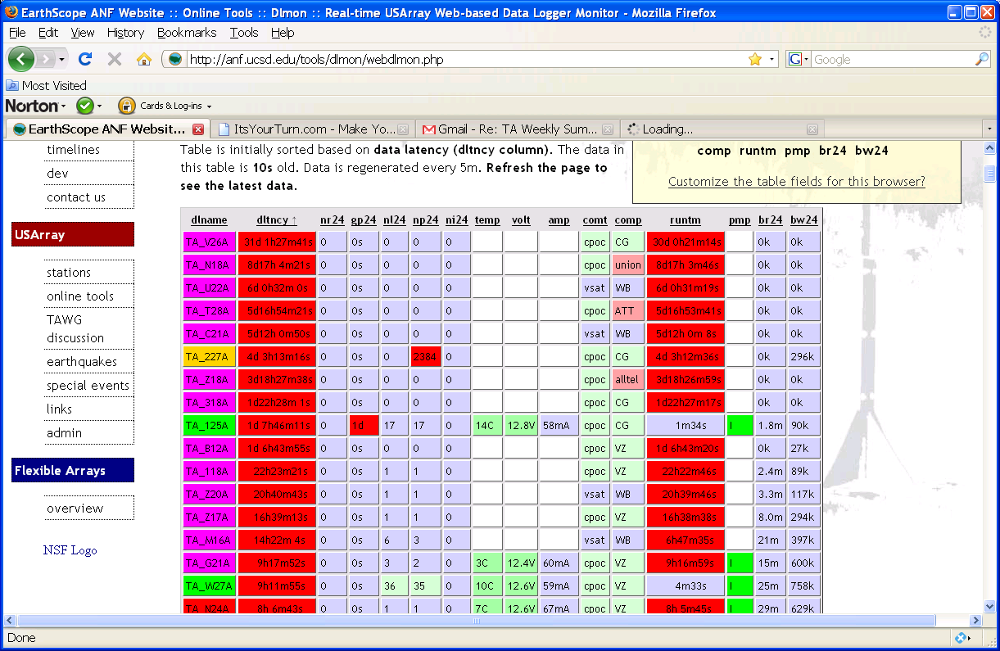 EarthScope ANF Website :: Online Tools :: Dlmon :: Real-time USArray Web-based Data Logger Monitor - Mozilla Firefox
File Edit View History Bookmarks Tools Help
http://anf.ucsd.edu/tools/dlmon/webdlmon.php
G Google
Most Visited
Norton Cards & Log-ins
EarthScope ANF Websit... ItsYourTurn.com - Make Yo... Gmail - Re: TA Weekly Sum... Loading...
timelines
dev
contact us
USArray
stations
online tools
TAWG
discussion
earthquakes
special events
links
admin
Flexible Arrays
overview
NSF Logo
Table is initially sorted based on data latency (dltncy column). The data in
this table is 10s old. Data is regenerated every 5m. Refresh the page to
see the latest data.
comp runtm pmp br24 bw24
Customize the table fields for this browser?
dlname dltncy ↑ nr24 gp24 nl24 np24 ni24 temp volt amp comt comp runtm pmp br24 bw24
TA_V26A 31d 1h27m41s 0 0s 0 0 0 cpoc CG 30d 0h21m14s 0k 0k
TA_N18A 8d17h 4m21s 0 0s 0 0 0 cpoc union 8d17h 3m46s 0k 0k
TA_U22A 6d 0h32m 0s 0 0s 0 0 0 vsat WB 6d 0h31m19s 0k 0k
TA_T28A 5d16h54m21s 0 0s 0 0 0 cpoc ATT 5d16h53m41s 0k 0k
TA_C21A 5d12h 0m50s 0 0s 0 0 0 vsat WB 5d12h 0m 8s 0k 0k
TA_227A 4d 3h13m16s 0 0s 0 2384 0 cpoc CG 4d 3h12m36s 0k 296k
TA_Z18A 3d18h27m38s 0 0s 0 0 0 cpoc alltel 3d18h26m59s 0k 0k
TA_318A 1d22h28m 1s 0 0s 0 0 0 cpoc CG 1d22h27m17s 0k 0k
TA_125A 1d 7h46m11s 0 1d 17 17 0 14C 12.8V 58mA cpoc CG 1m34s I 1.8m 90k
TA_B12A 1d 6h43m55s 0 0s 0 0 0 cpoc VZ 1d 6h43m20s 0k 27k
TA_118A 22h23m21s 0 0s 1 1 0 cpoc VZ 22h22m46s 2.4m 89k
TA_Z20A 20h40m43s 0 0s 1 1 0 vsat WB 20h39m46s 3.3m 117k
TA_Z17A 16h39m13s 0 0s 1 1 0 cpoc VZ 16h38m38s 8.0m 294k
TA_M16A 14h22m 4s 0 0s 6 3 0 vsat WB 6h47m35s 21m 397k
TA_G21A 9h17m52s 0 0s 3 2 0 3C 12.4V 60mA cpoc VZ 9h16m59s I 15m 600k
TA_W27A 9h11m55s 0 0s 36 35 0 10C 12.6V 59mA cpoc VZ 4m33s I 25m 758k
TA_N24A 8h 6m43s 0 0s 1 1 0 7C 12.6V 67mA cpoc VZ 8h 5m45s I 29m 629k
Done